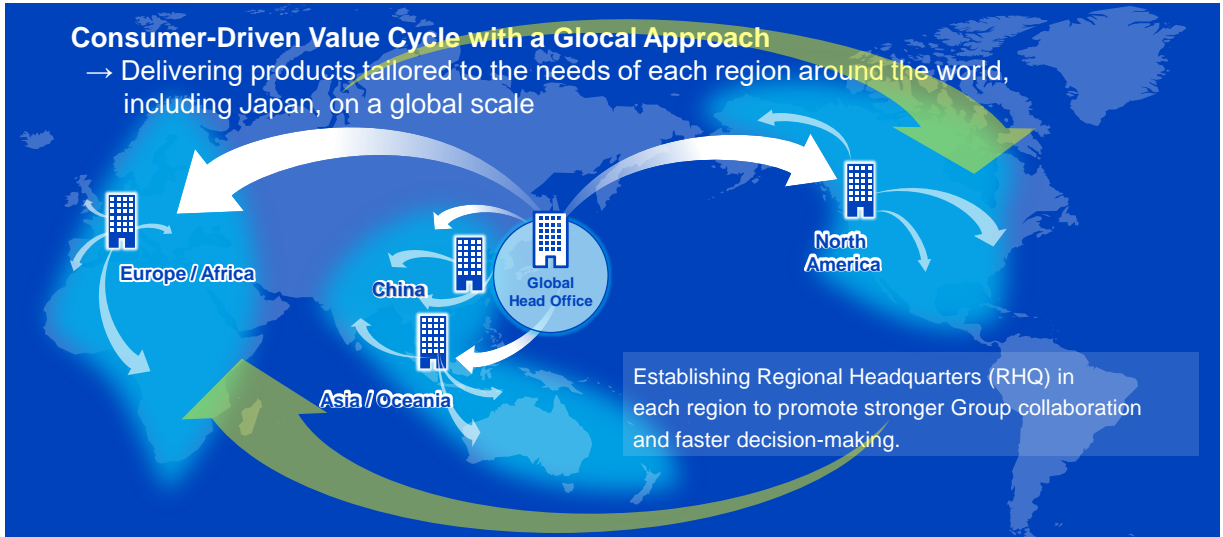 Consumer-Driven Value Cycle with a Glocal Approach
→ Delivering products tailored to the needs of each region around the world,
including Japan, on a global scale
Europe / Africa
China
Global
Head Office
North
America
Asia / Oceania
Establishing Regional Headquarters (RHQ) in
each region to promote stronger Group collaboration
and faster decision-making.